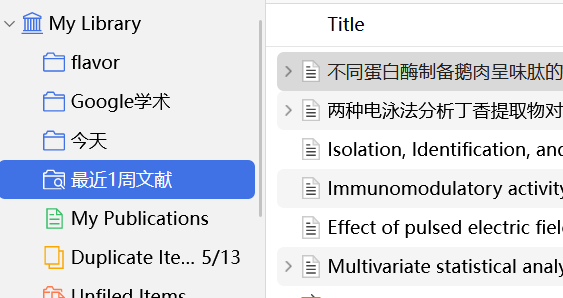 My Library
flavor
Google学术
今天
最近1周文献
My Publications
Duplicate Ite... 5/13
Unfiled Items
Title
不同蛋白酶制备鹅肉呈味肽的
两种电泳法分析丁香提取物对
Isolation, Identification, and
Immunomodulatory activity
Effect of pulsed electric field
Multivariate statistical analy